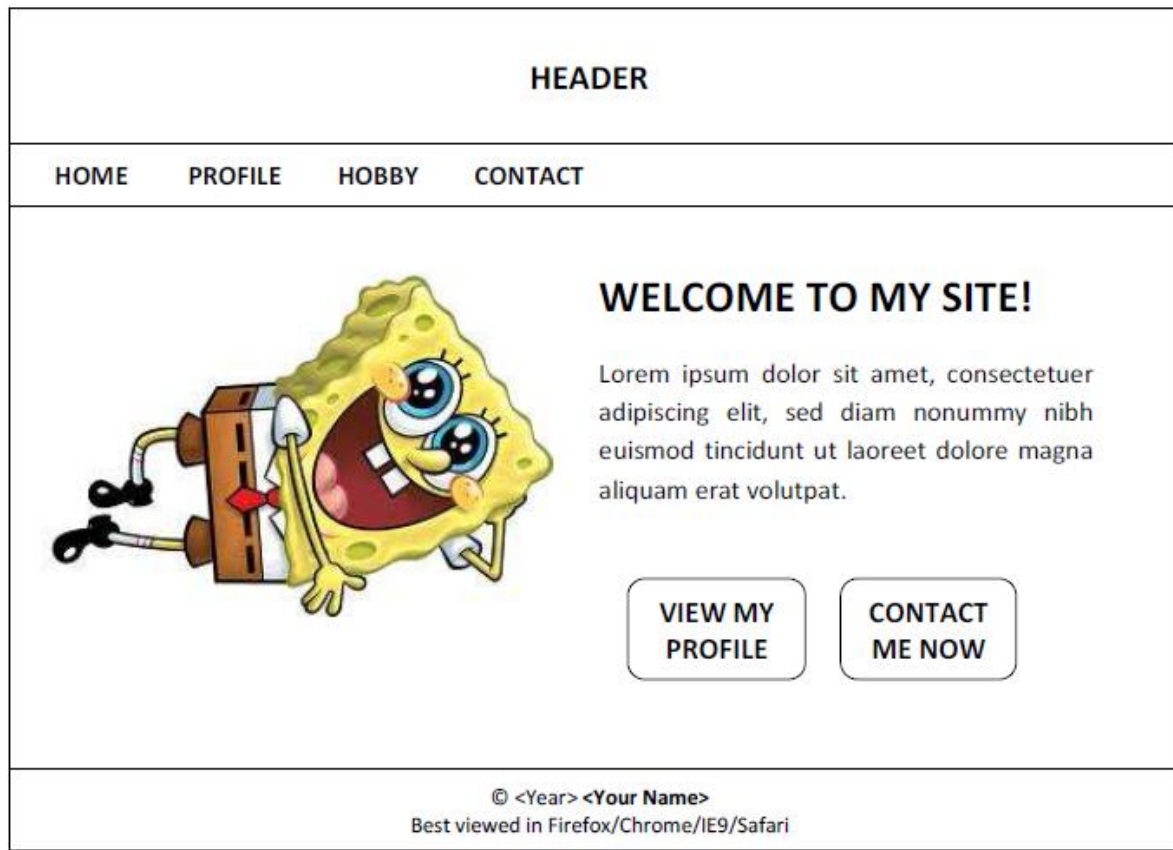 HEADER
HOME PROFILE HOBBY CONTACT
WELCOME TO MY SITE!
Lorem ipsum dolor sit amet, consectetuer
adipiscing elit, sed diam nonummy nibh
euismod tincidunt ut laoreet dolore magna
aliquam erat volutpat.
VIEW MY
PROFILE
CONTACT
ME NOW
© <Year> <Your Name>
Best viewed in Firefox/Chrome/IE9/Safari